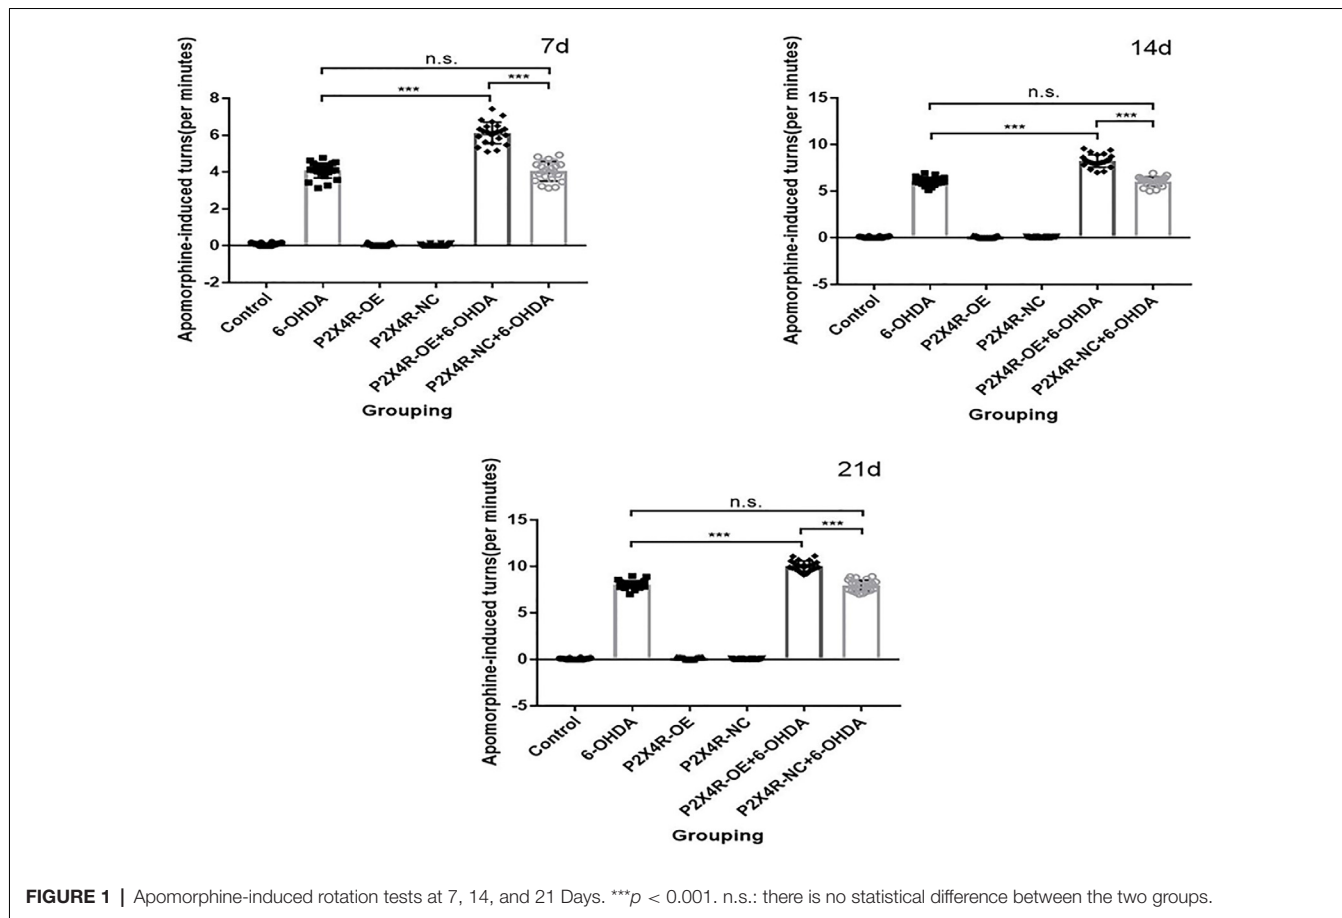 7d
n.s.
***
***
Apomorphine-induced turns(per minutes)
8
6
4
2
0
-2
Control
6-OHDA
P2X4R-OE
P2X4R-NC
P2X4R-OE+6-OHDA
P2X4R-NC+6-OHDA
Grouping
14d
n.s.
***
***
Apomorphine-induced turns(per minutes)
15
10
5
0
-5
Control
6-OHDA
P2X4R-OE
P2X4R-NC
P2X4R-OE+6-OHDA
P2X4R-NC+6-OHDA
Grouping
21d
n.s.
***
***
Apomorphine-induced turns(per minutes)
15
10
5
0
-5
Control
6-OHDA
P2X4R-OE
P2X4R-NC
P2X4R-OE+6-OHDA
P2X4R-NC+6-OHDA
Grouping
FIGURE 1 | Apomorphine-induced rotation tests at 7, 14, and 21 Days. ***p < 0.001. n.s.: there is no statistical difference between the two groups.